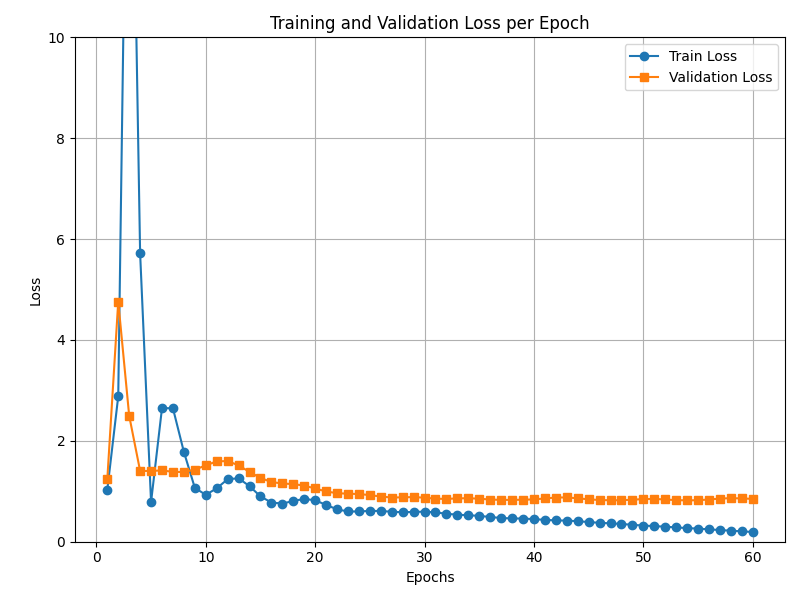 Training and Validation Loss per Epoch
Train Loss
Validation Loss
Loss
10
8
6
4
2
0
0 10 20 30 40 50 60
Epochs